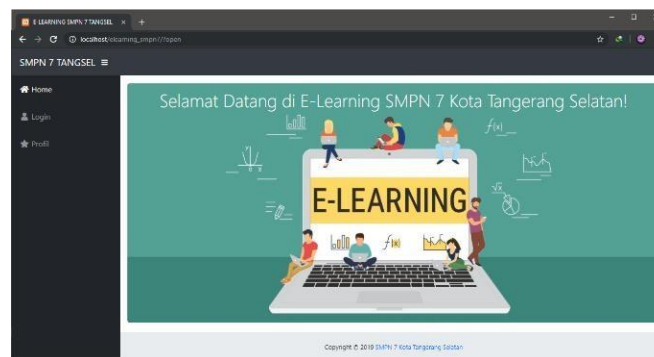 E LEARNING SMPN 7 TANGSEL
localhost/elearning_smpn7/?open
SMPN 7 TANGSEL
Home
Login
Profil
Selamat Datang di E-Learning SMPN 7 Kota Tangerang Selatan!
f(x)
√x
E-LEARNING
f(x)
Copyright © 2019 SMPN 7 Kota Tangerang Selatan